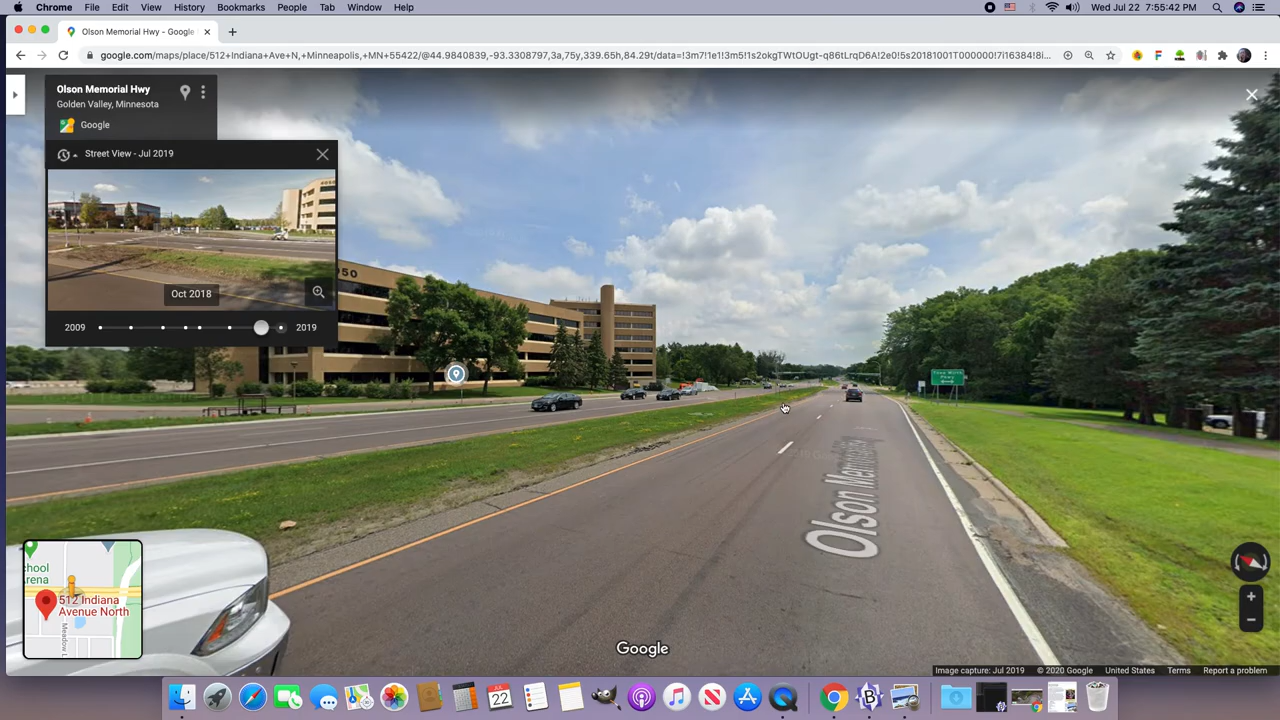 Chrome File Edit View History Bookmarks People Tab Window Help
Wed Jul 22 7:55:42 PM
Olson Memorial Hwy - Google
google.com/maps/place/512+Indiana+Ave+N,+Minneapolis,+MN+55422/@44.9840839,-93.3308797,3a,75y,339.65h,84.29t/data=!3m7!1e1!3m5!1s2okgTWtOUgt-q86tLrqD6A!2e0!5s20181001T000000!7i16384!8i...
Olson Memorial Hwy
Golden Valley, Minnesota
Google
Street View - Jul 2019
Oct 2018
2009
2019
Olson Memorial
chool
Arena
512 Indiana
Avenue North
Meadow L
22
Google
Image capture: Jul 2019 © 2020 Google United States Terms Report a problem